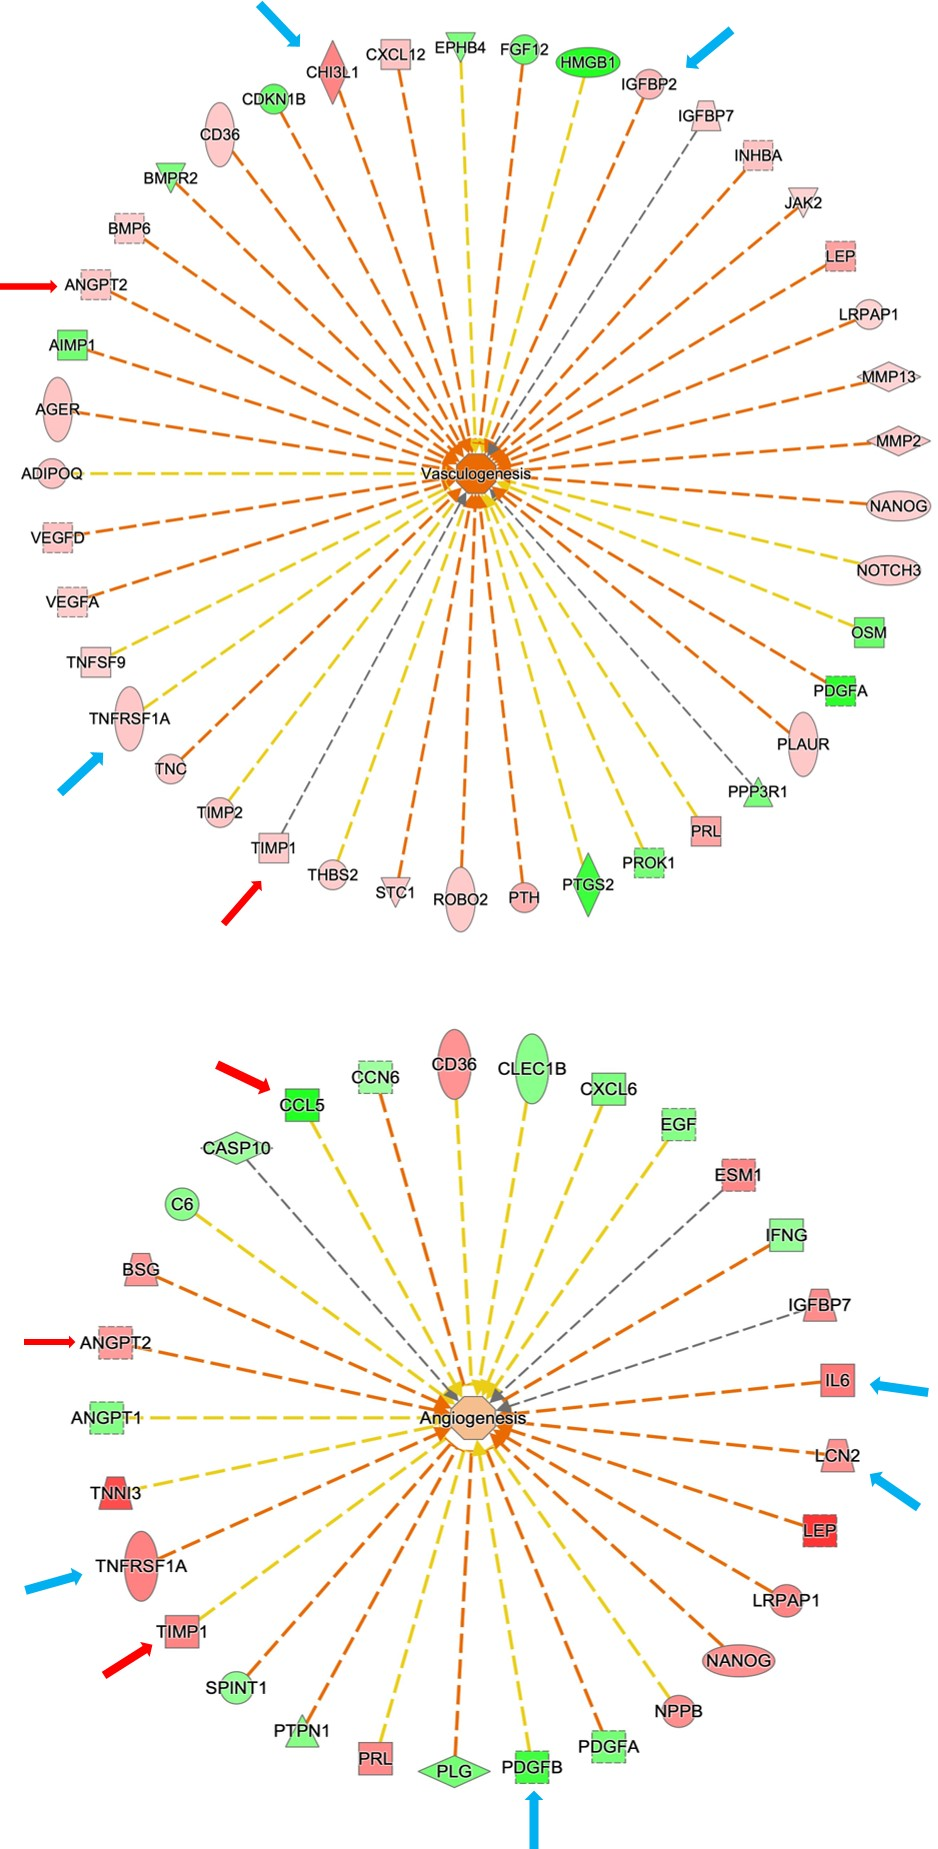 EPHB4
FGF12
CXCL12
HMGB1
CHI3L1
IGFBP2
CDKN1B
IGFBP7
CD36
INHBA
BMPR2
JAK2
BMP6
LEP
ANGPT2
LRPAP1
AIMP1
MMP13
AGER
MMP2
ADIPOQ
Vasculogenesis
NANOG
VEGFD
NOTCH3
VEGFA
OSM
TNFSF9
PDGFA
TNFRSF1A
PLAUR
TNC
PPP3R1
TIMP2
PRL
TIMP1
PROK1
THBS2
PTGS2
STC1
ROBO2
PTH
CD36
CLEC1B
CCN6
CXCL6
CCL5
EGF
CASP10
ESM1
C6
IFNG
BSG
IGFBP7
ANGPT2
IL6
ANGPT1
Angiogenesis
LCN2
TNNI3
LEP
TNFRSF1A
LRPAP1
TIMP1
NANOG
SPINT1
NPPB
PTPN1
PDGFA
PRL
PLG
PDGFB